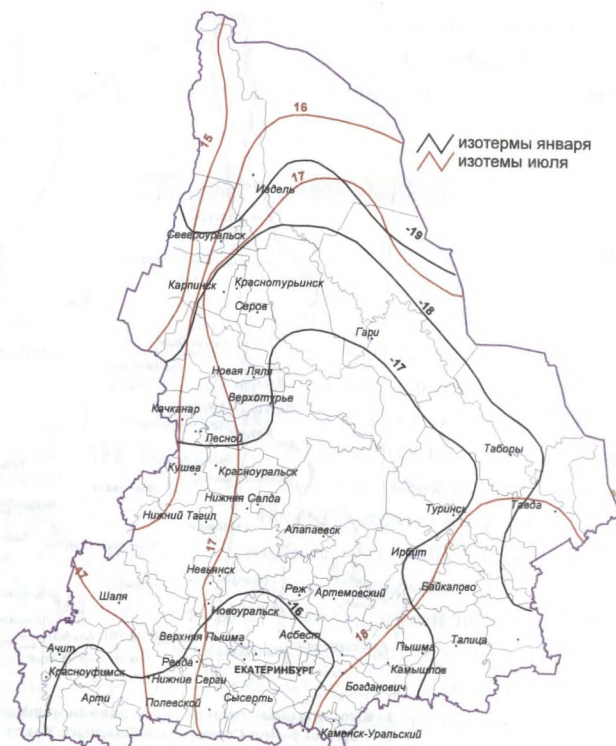 15
16
изотермы января
изотемы июля
17
Ивдель
-19
Североуральск
Карпинск
Краснотурьинск
Серов
-18
Гари
-17
Новая Ляля
Верхотурье
Качканар
Лесной
Таборы
Кушва
Красноуральск
Нижняя Салда
Нижний Тагил
Туринск
Тавда
Алапаевск
17
Ирбит
17
Невьянск
Байкалово
Шаля
Реж
Артемовский
-16
Новоуральск
Асбест
18
Верхняя Пышма
Талица
Ачит
Ревда
ЕКАТЕРИНБУРГ
Пышма
Красноуфимск
Нижние Серги
Камышлов
Богданович
Арти
Полевской
Сысерть
Каменск-Уральский